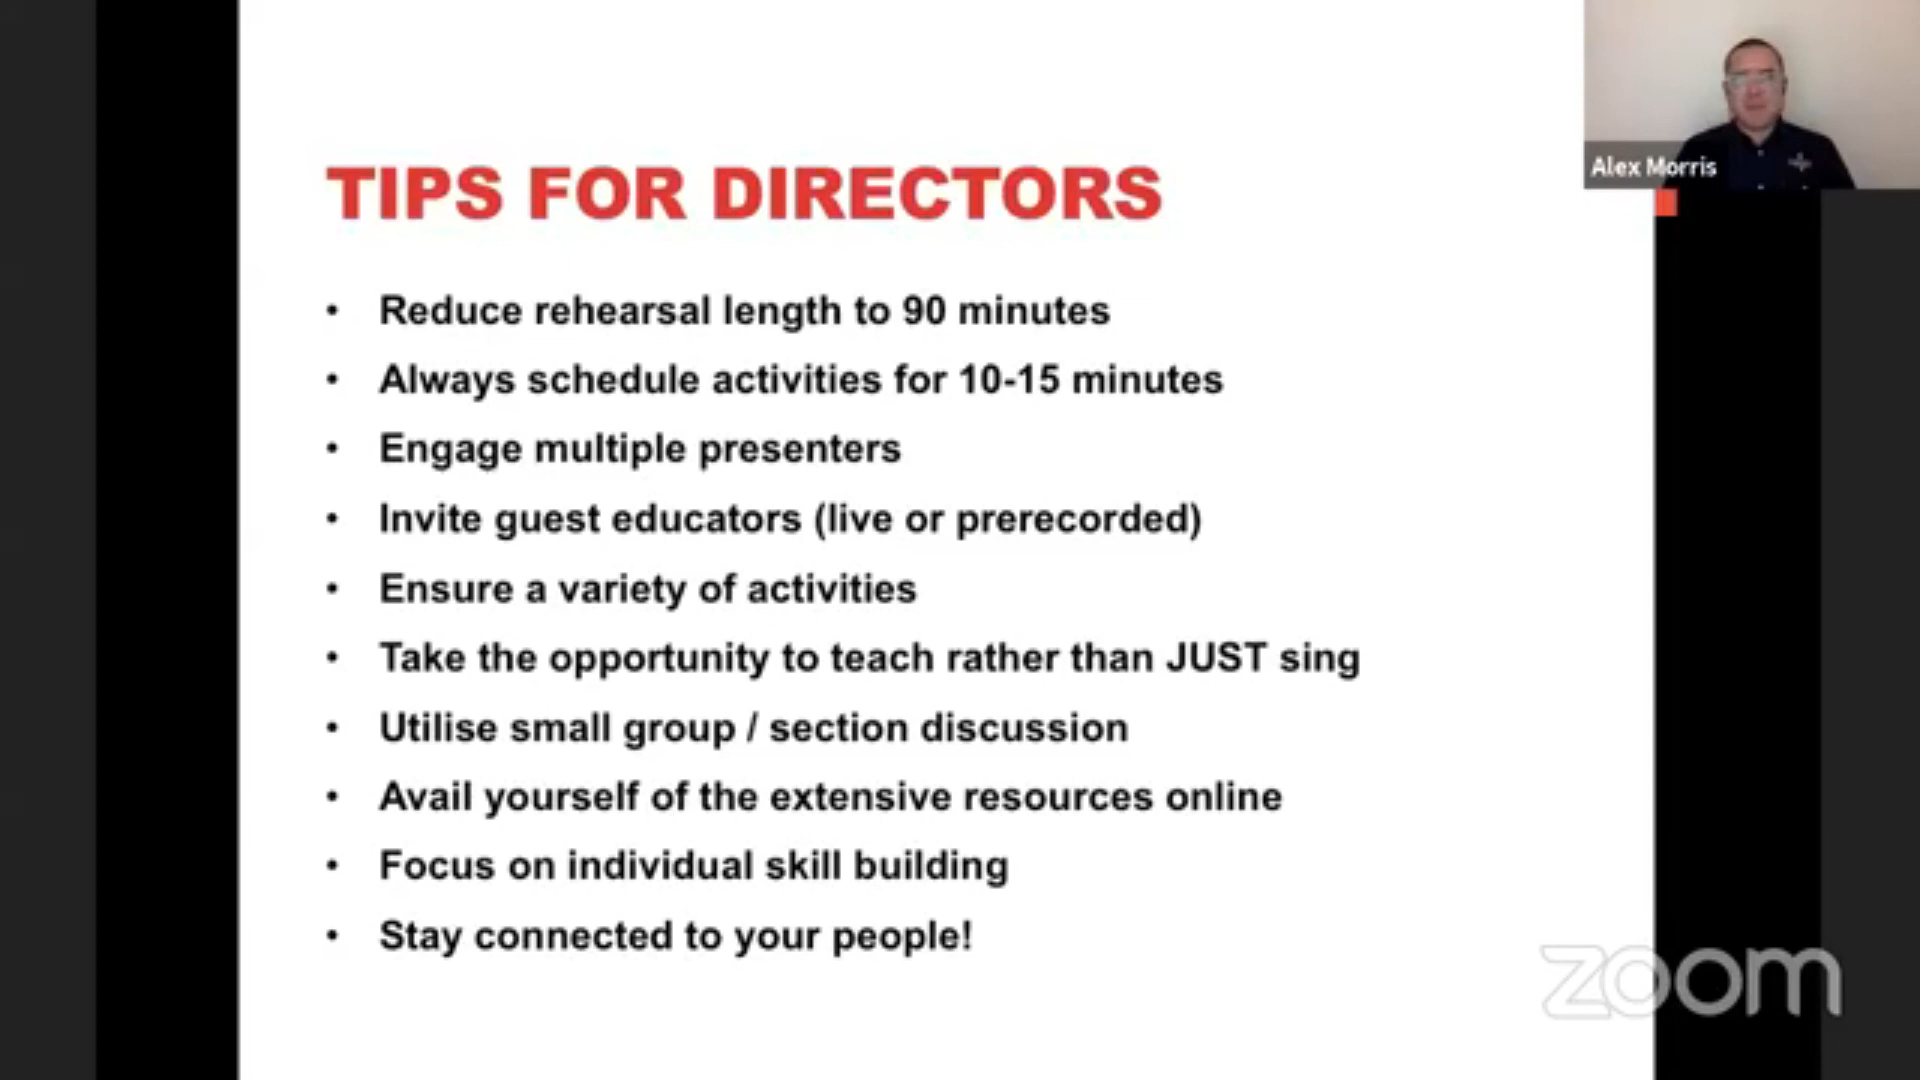 TIPS FOR DIRECTORS
• Reduce rehearsal length to 90 minutes
• Always schedule activities for 10-15 minutes
• Engage multiple presenters
• Invite guest educators (live or prerecorded)
• Ensure a variety of activities
• Take the opportunity to teach rather than JUST sing
• Utilise small group / section discussion
• Avail yourself of the extensive resources online
• Focus on individual skill building
• Stay connected to your people!
Alex Morris
zoom